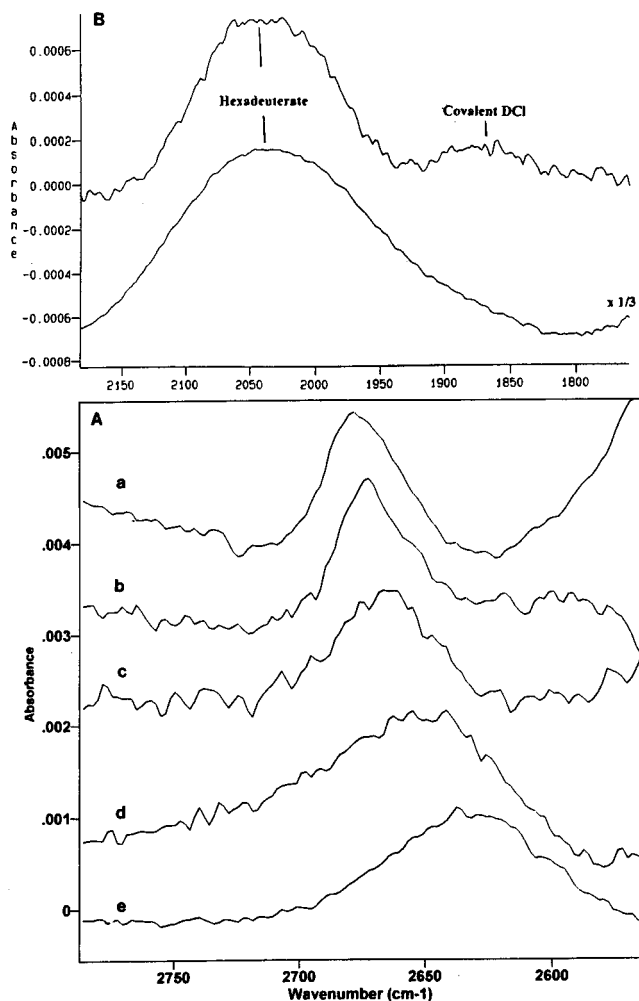 B
0.0006
0.0004
0.0002
0.0000
-0.0002
-0.0004
-0.0006
-0.0008
Absorbance
Hexadeuterate
Covalent DCl
x 1/3
2150 2100 2050 2000 1950 1900 1850 1800
A
.005
.004
.003
.002
.001
0
Absorbance
a
b
c
d
e
2750 2700 2650 2600
Wavenumber (cm-1)